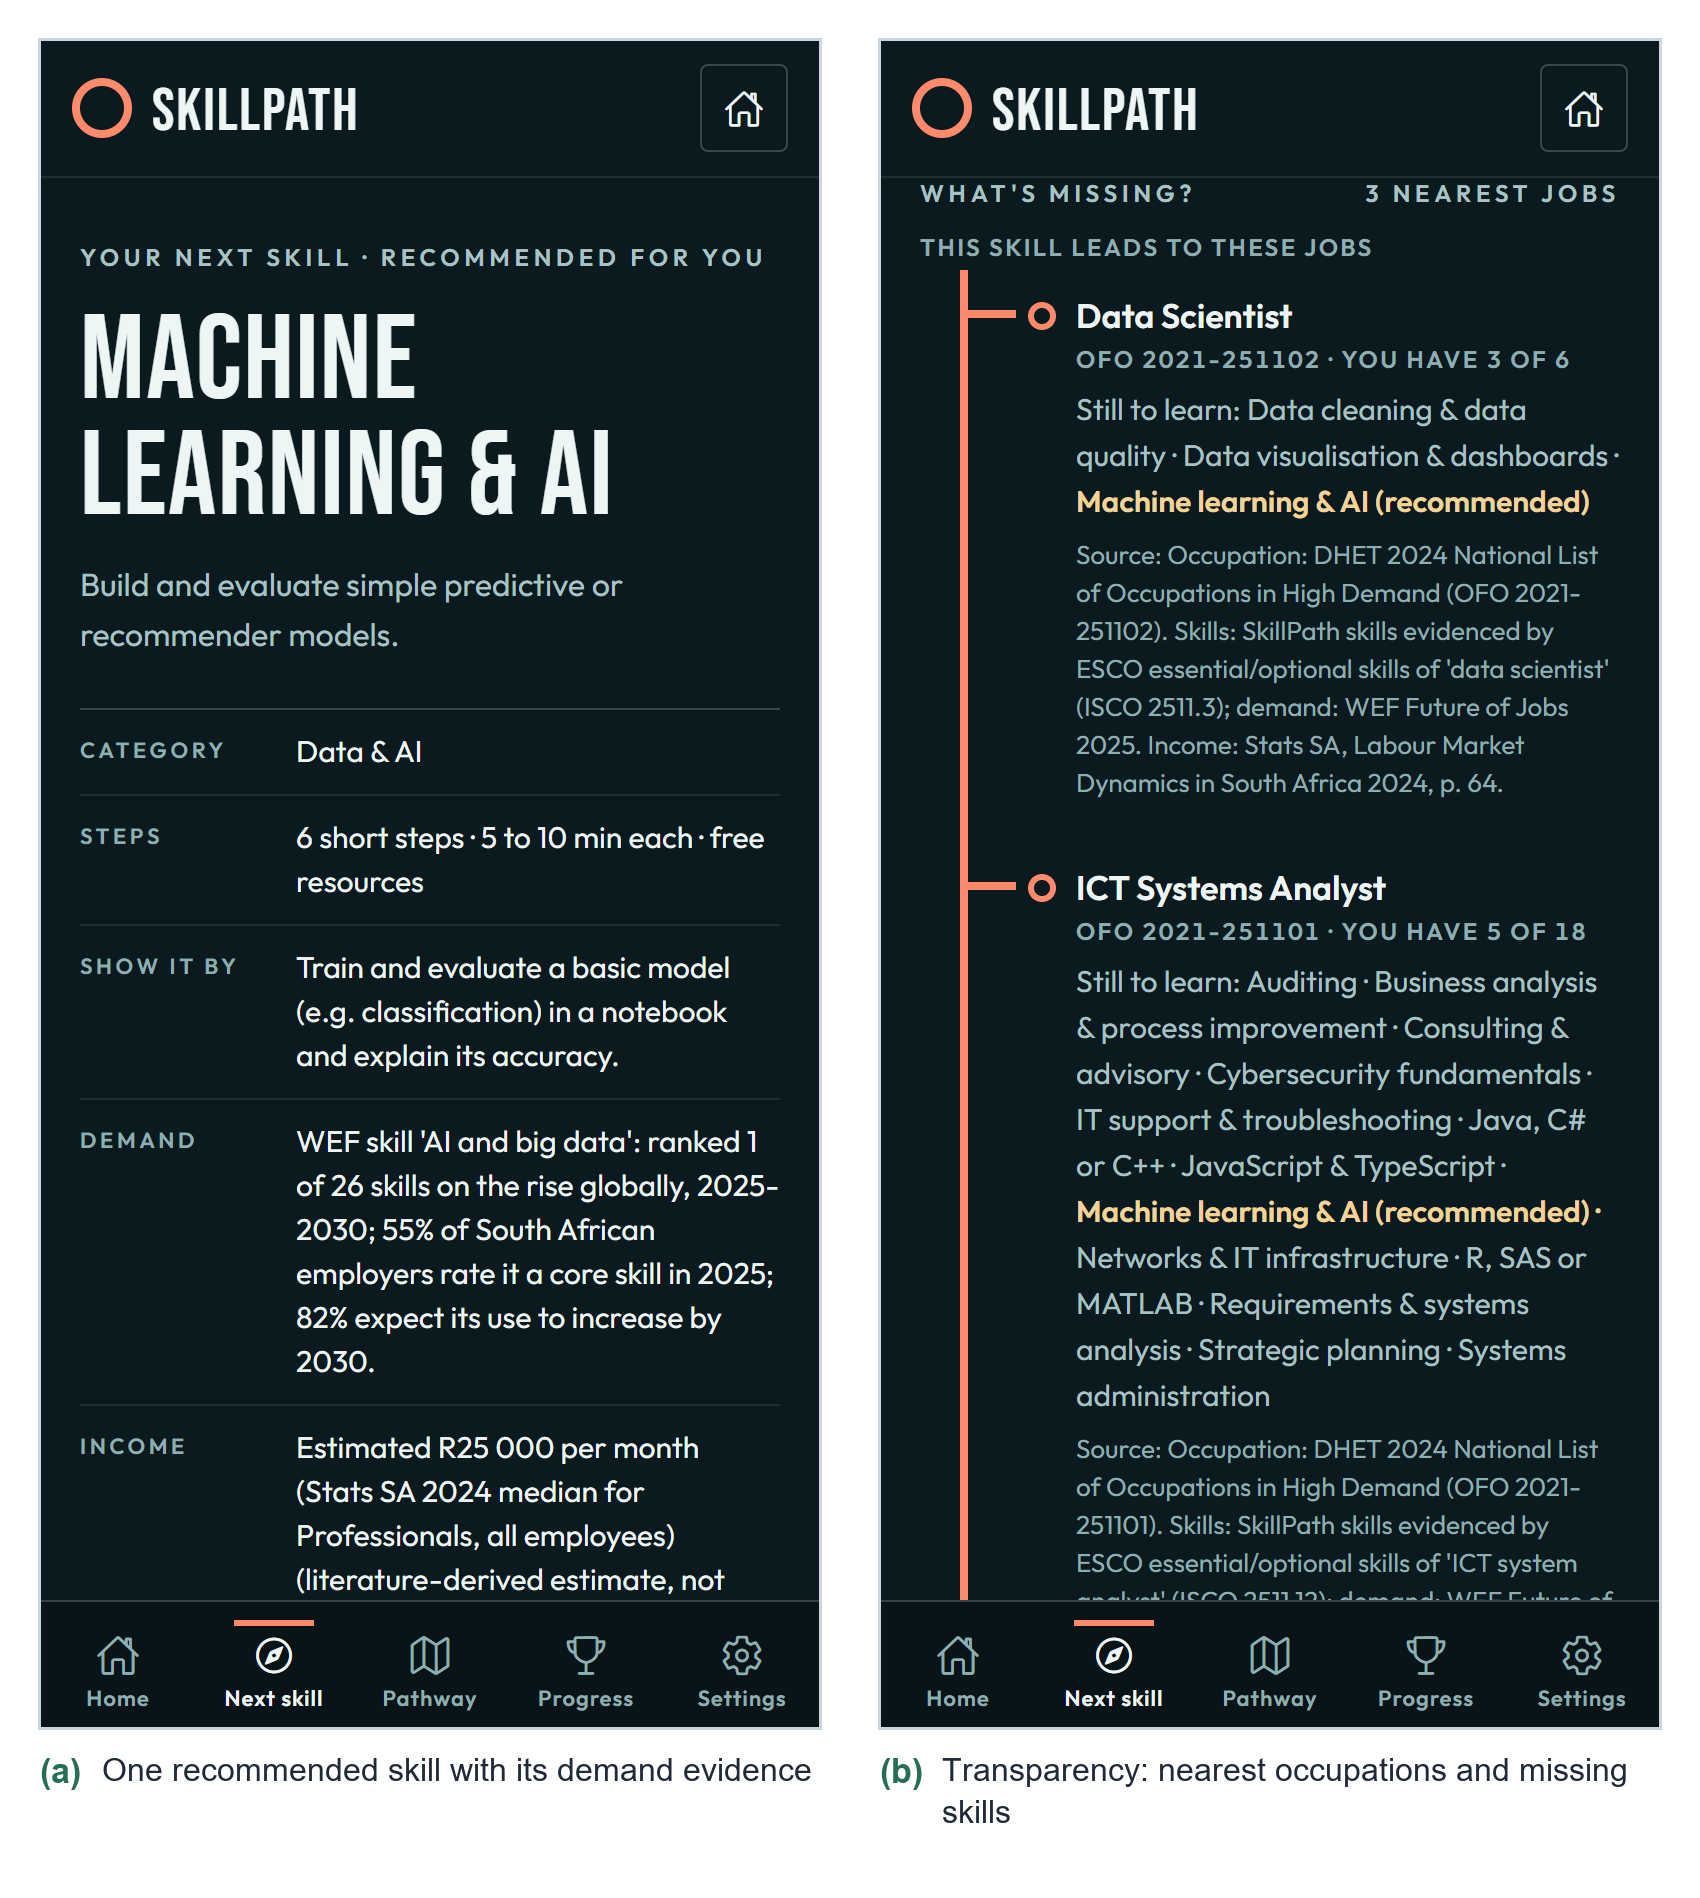 SKILLPATH
YOUR NEXT SKILL · RECOMMENDED FOR YOU
MACHINE
LEARNING & AI
Build and evaluate simple predictive or
recommender models.
CATEGORY
Data & AI
STEPS
6 short steps · 5 to 10 min each · free
resources
SHOW IT BY
Train and evaluate a basic model
(e.g. classification) in a notebook
and explain its accuracy.
DEMAND
WEF skill 'AI and big data': ranked 1
of 26 skills on the rise globally, 2025-
2030; 55% of South African
employers rate it a core skill in 2025;
82% expect its use to increase by
2030.
INCOME
Estimated R25 000 per month
(Stats SA 2024 median for
Professionals, all employees)
(literature-derived estimate, not
Home
Next skill
Pathway
Progress
Settings
(a) One recommended skill with its demand evidence
SKILLPATH
WHAT'S MISSING?
3 NEAREST JOBS
THIS SKILL LEADS TO THESE JOBS
Data Scientist
OFO 2021-251102 · YOU HAVE 3 OF 6
Still to learn: Data cleaning & data
quality · Data visualisation & dashboards ·
Machine learning & AI (recommended)
Source: Occupation: DHET 2024 National List
of Occupations in High Demand (OFO 2021-
251102). Skills: SkillPath skills evidenced by
ESCO essential/optional skills of 'data scientist'
(ISCO 2511.3); demand: WEF Future of Jobs
2025. Income: Stats SA, Labour Market
Dynamics in South Africa 2024, p. 64.
ICT Systems Analyst
OFO 2021-251101 · YOU HAVE 5 OF 18
Still to learn: Auditing · Business analysis
& process improvement · Consulting &
advisory · Cybersecurity fundamentals ·
IT support & troubleshooting · Java, C#
or C++ · JavaScript & TypeScript ·
Machine learning & AI (recommended) ·
Networks & IT infrastructure · R, SAS or
MATLAB · Requirements & systems
analysis · Strategic planning · Systems
administration
Source: Occupation: DHET 2024 National List
of Occupations in High Demand (OFO 2021-
251101). Skills: SkillPath skills evidenced by
ESCO essential/optional skills of 'ICT system
analyst' (ISCO 2511.12); demand: WEF Future of
Home
Next skill
Pathway
Progress
Settings
(b) Transparency: nearest occupations and missing
skills